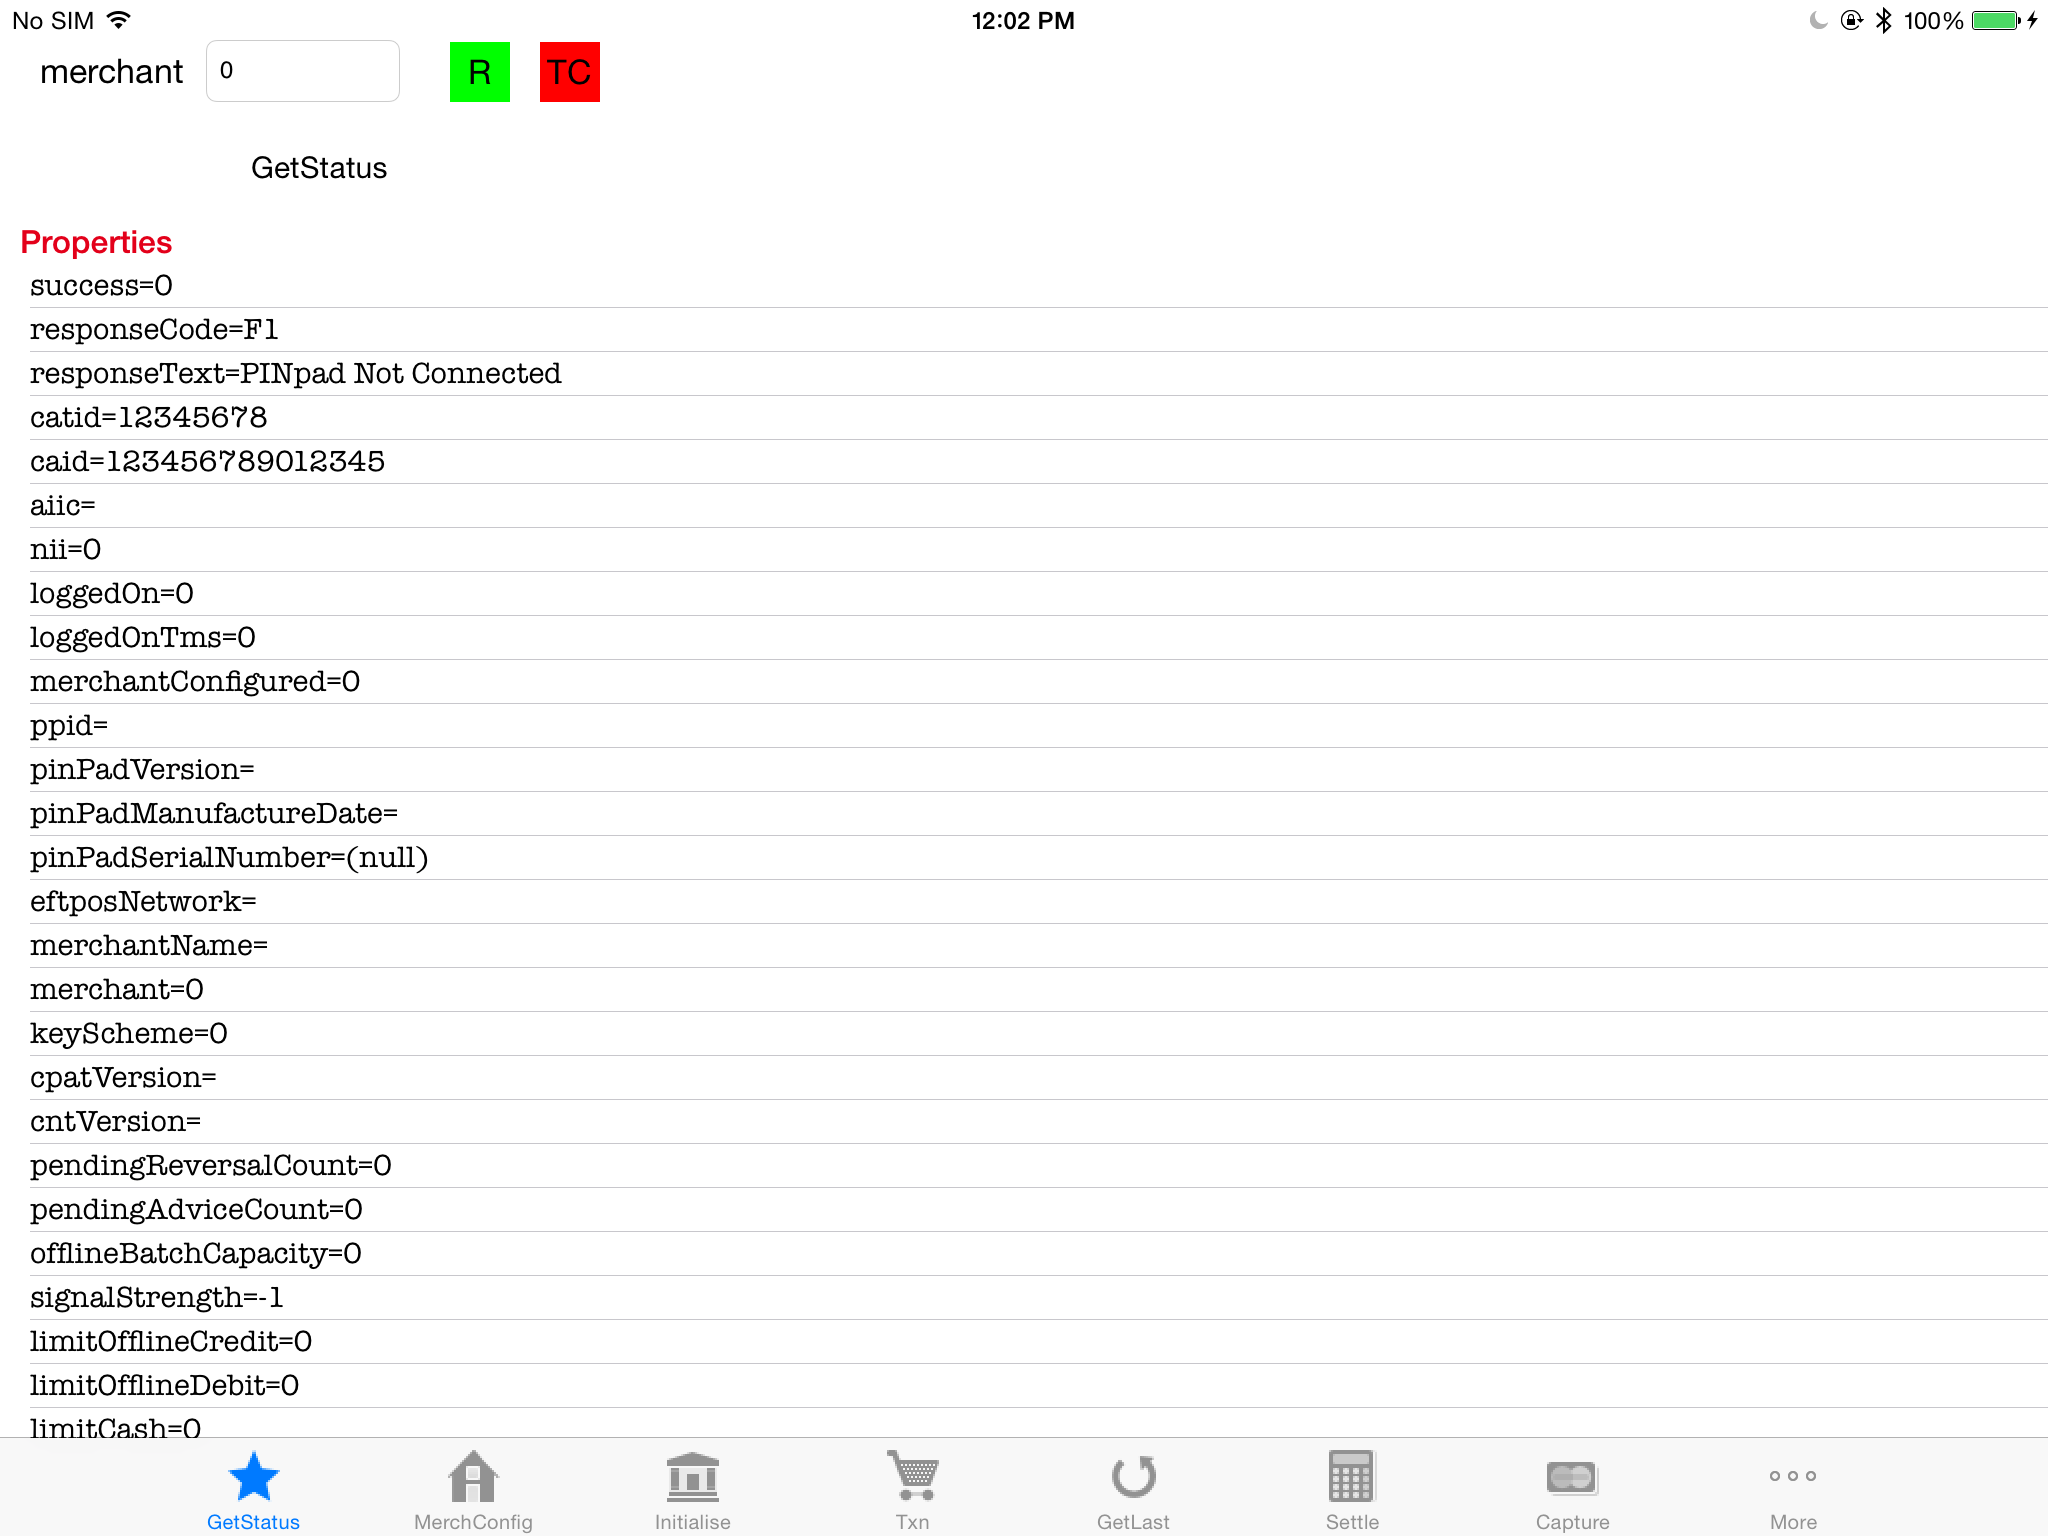 No SIM 12:02 PM 100%
merchant 0 R TC
GetStatus
Properties
success=0
responseCode=F1
responseText=PINpad Not Connected
catid=12345678
caid=123456789012345
aiic=
nii=0
loggedOn=0
loggedOnTms=0
merchantConfigured=0
ppid=
pinPadVersion=
pinPadManufactureDate=
pinPadSerialNumber=(null)
eftposNetwork=
merchantName=
merchant=0
keyScheme=0
cpatVersion=
cntVersion=
pendingReversalCount=0
pendingAdviceCount=0
offlineBatchCapacity=0
signalStrength=-1
limitOfflineCredit=0
limitOfflineDebit=0
limitCash=0
GetStatus MerchConfig Initialise Txn GetLast Settle Capture More